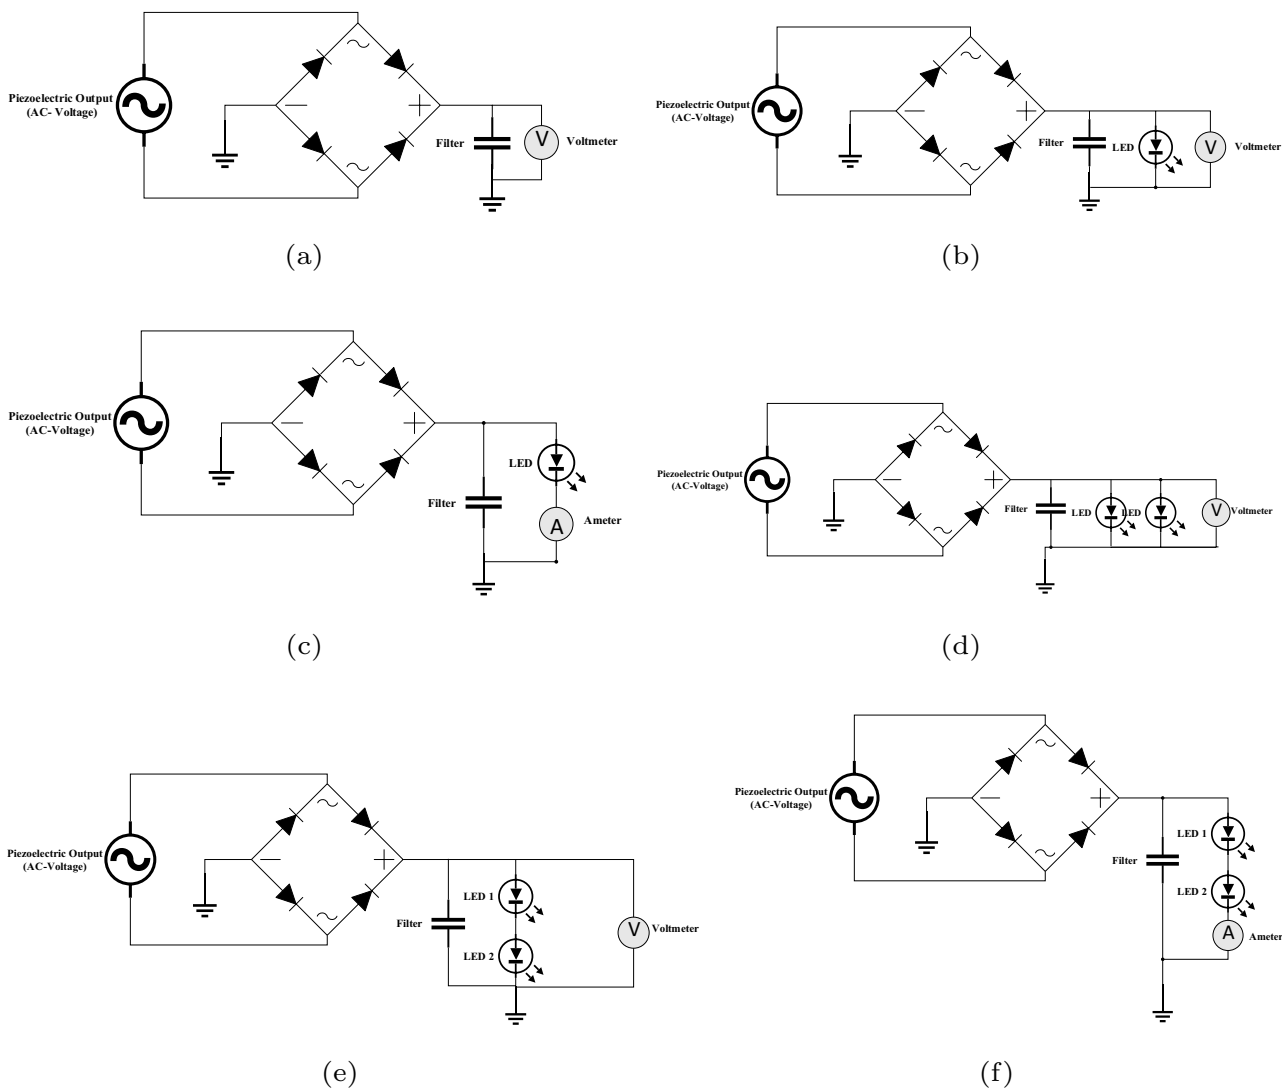 Piezoelectric Output
(AC- Voltage)
Filter
V
Voltmeter
(a)
Piezoelectric Output
(AC-Voltage)
Filter
LED
V
Voltmeter
(b)
Piezoelectric Output
(AC-Voltage)
LED
Filter
A
Ameter
(c)
Piezoelectric Output
(AC-Voltage)
Filter
LED
LED
V
Voltmeter
(d)
Piezoelectric Output
(AC-Voltage)
Filter
LED 1
LED 2
V
Voltmeter
(e)
Piezoelectric Output
(AC-Voltage)
Filter
LED 1
LED 2
A
Ameter
(f)